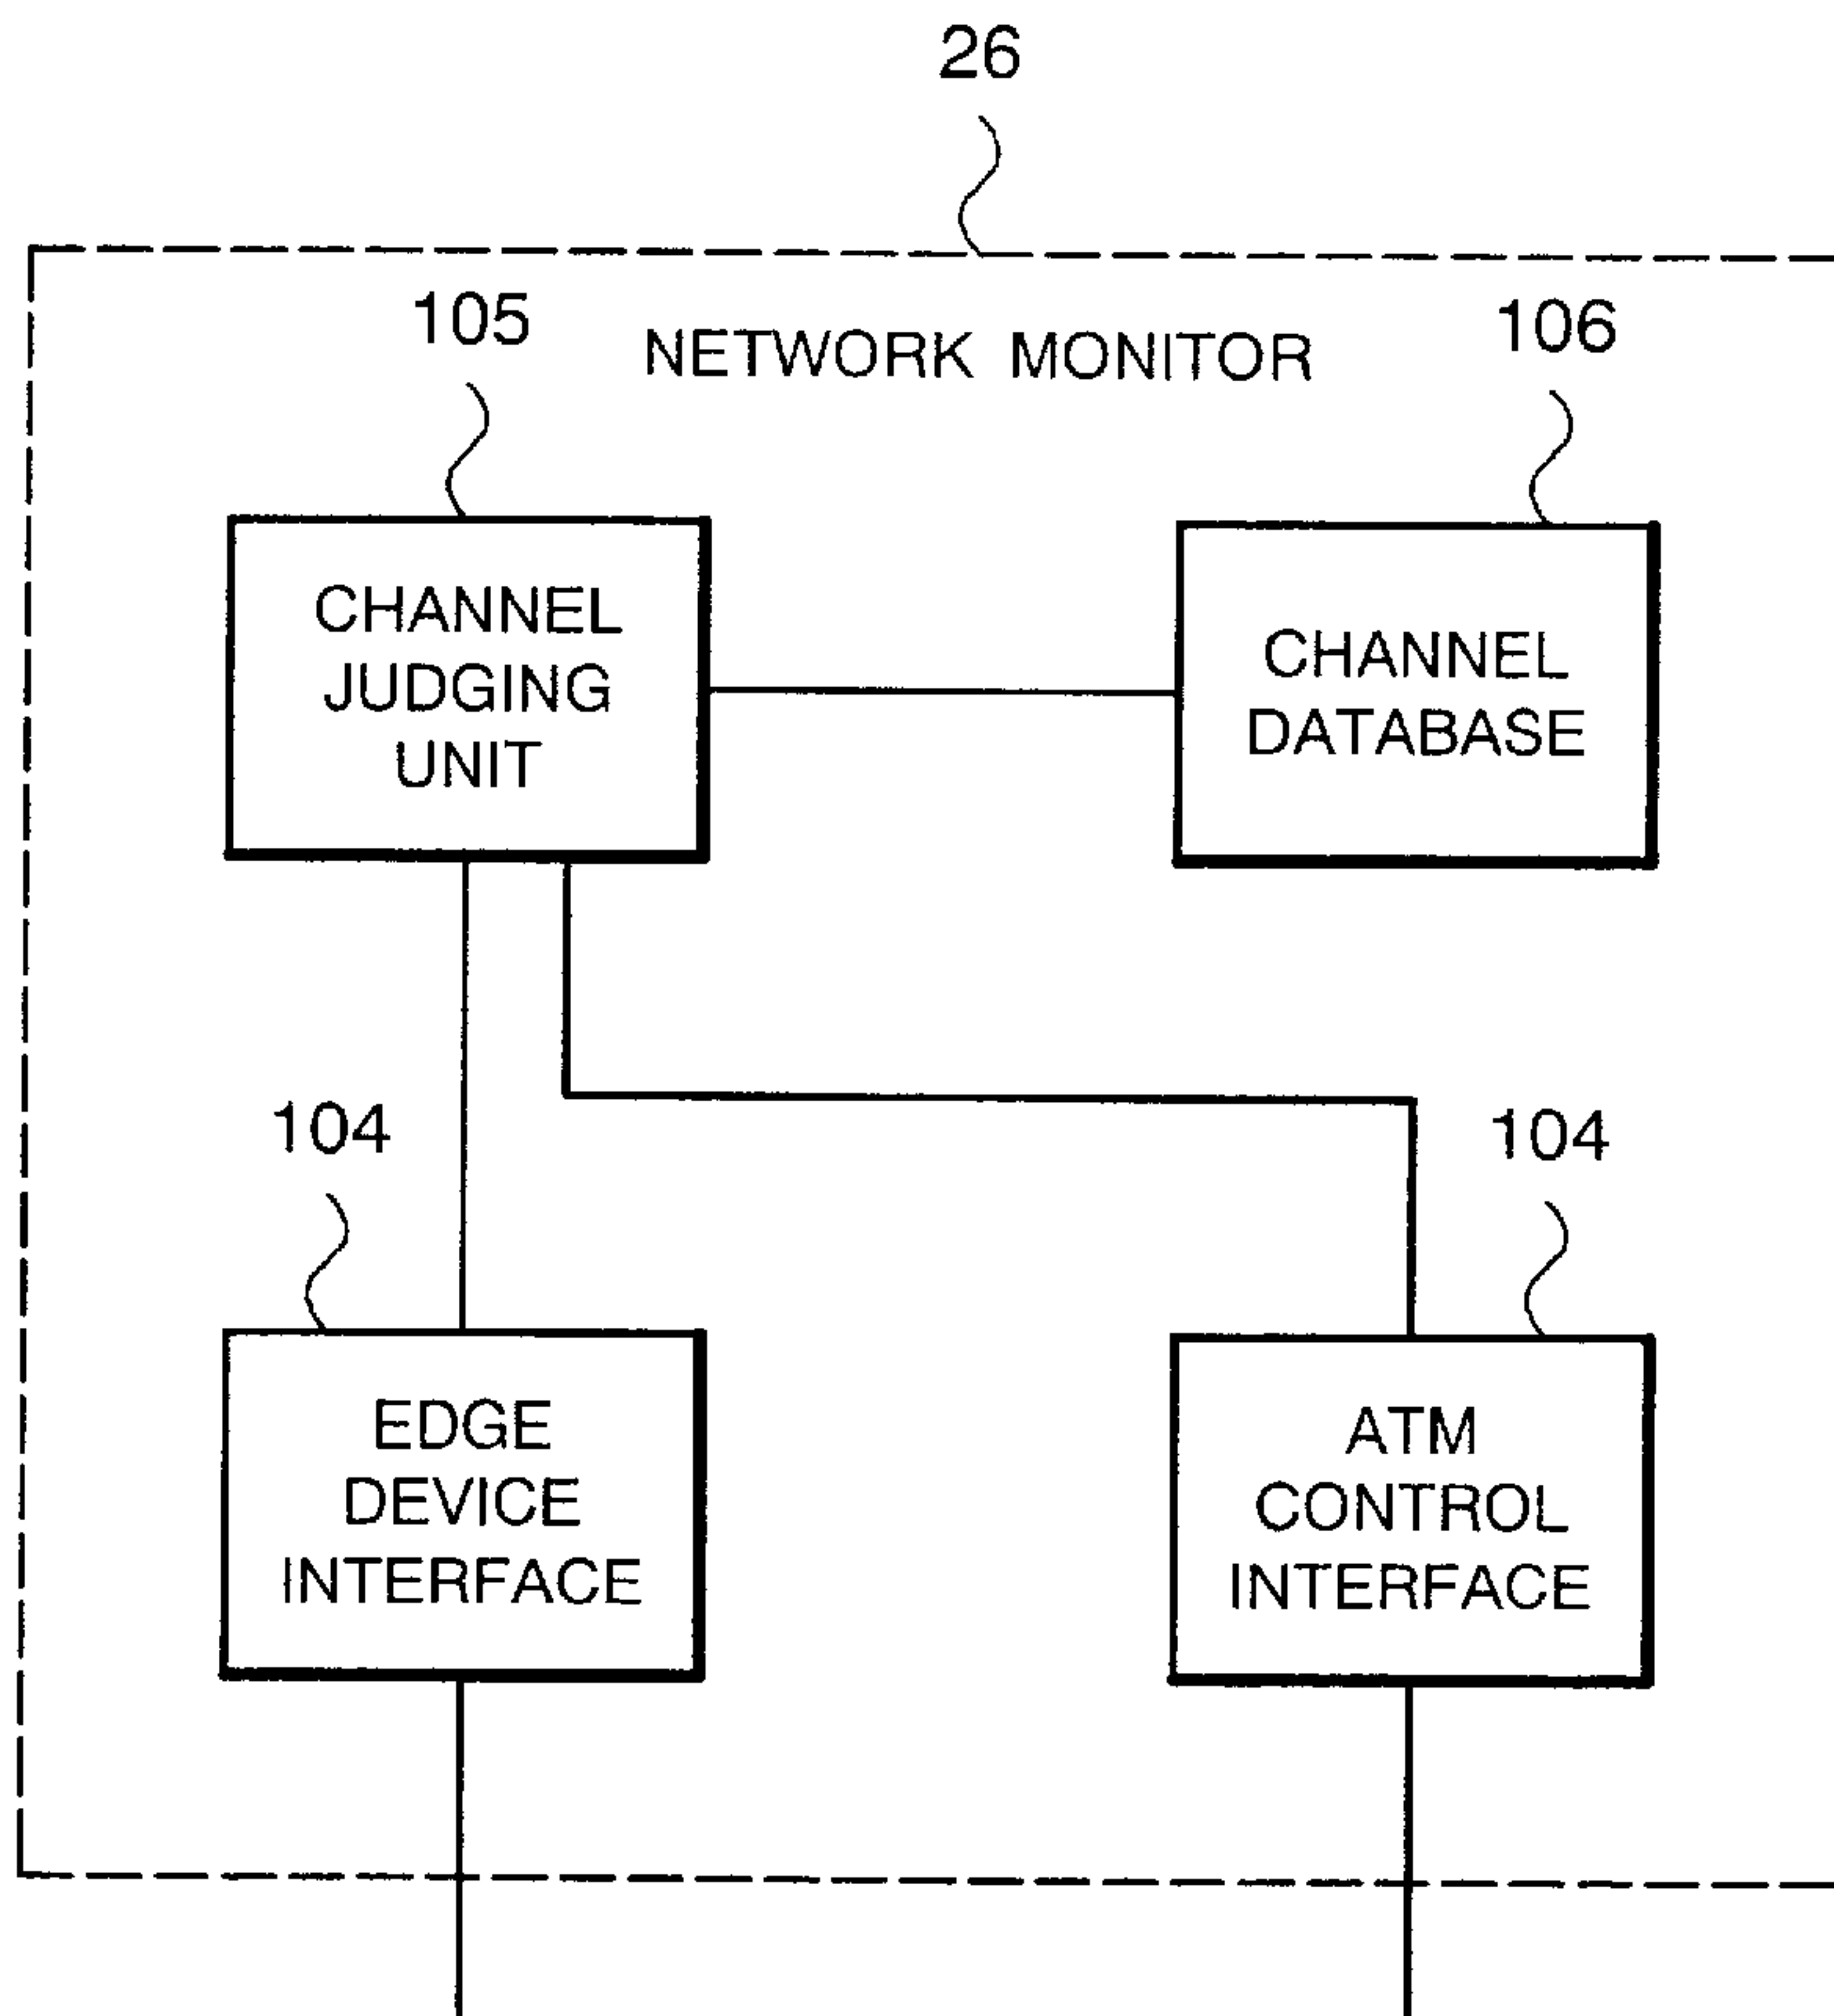 26
105
NETWORK MONITOR
106
CHANNEL
JUDGING
UNIT
CHANNEL
DATABASE
104
104
EDGE
DEVICE
INTERFACE
ATM
CONTROL
INTERFACE